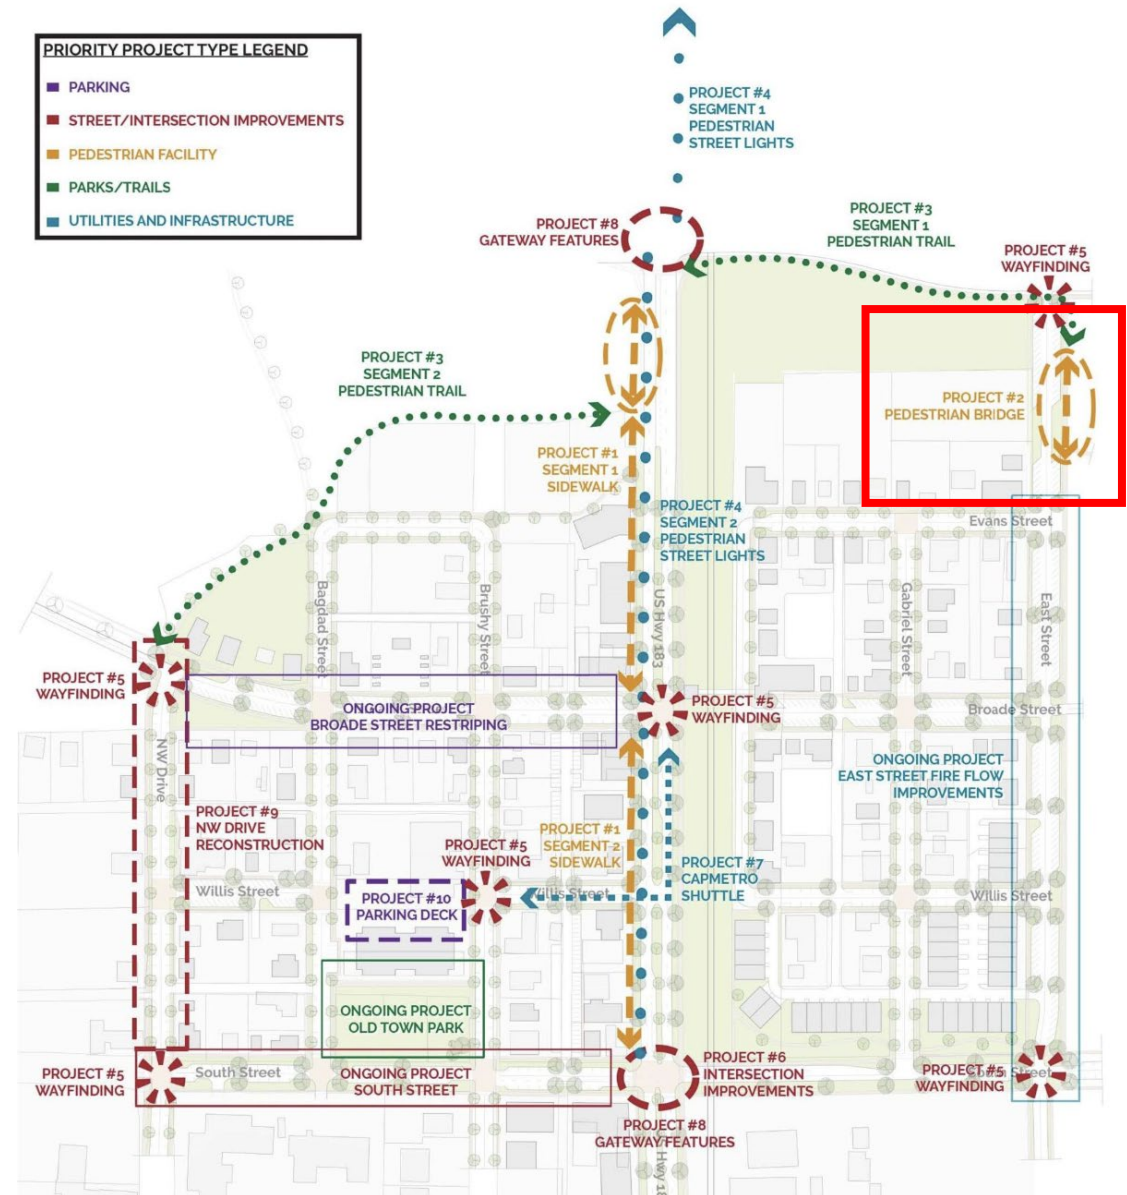 PRIORITY PROJECT TYPE LEGEND
PARKING
STREET/INTERSECTION IMPROVEMENTS
PEDESTRIAN FACILITY
PARKS/TRAILS
UTILITIES AND INFRASTRUCTURE
PROJECT #4
SEGMENT 1
PEDESTRIAN
STREET LIGHTS
PROJECT #8
GATEWAY FEATURES
PROJECT #3
SEGMENT 1
PEDESTRIAN TRAIL
PROJECT #5
WAYFINDING
PROJECT #3
SEGMENT 2
PEDESTRIAN TRAIL
PROJECT #2
PEDESTRIAN BRIDGE
PROJECT #1
SEGMENT 1
SIDEWALK
PROJECT #4
SEGMENT 2
PEDESTRIAN
STREET LIGHTS
Evans Street
Bagdad Street
Brushy Street
US Hwy 183
Gabriel Street
East Street
PROJECT #5
WAYFINDING
ONGOING PROJECT
BROADE STREET RESTRIPING
PROJECT #5
WAYFINDING
Broade Street
NW Drive
ONGOING PROJECT
EAST STREET FIRE FLOW
IMPROVEMENTS
PROJECT #9
NW DRIVE
RECONSTRUCTION
PROJECT #5
WAYFINDING
PROJECT #1
SEGMENT 2
SIDEWALK
PROJECT #7
CAPMETRO
SHUTTLE
Willis Street
PROJECT #10
PARKING DECK
Willis Street
Willis Street
ONGOING PROJECT
OLD TOWN PARK
PROJECT #5
WAYFINDING
South Street
ONGOING PROJECT
SOUTH STREET
PROJECT #6
INTERSECTION
IMPROVEMENTS
PROJECT #5
WAYFINDING
South Street
PROJECT #8
GATEWAY FEATURES
US Hwy 18